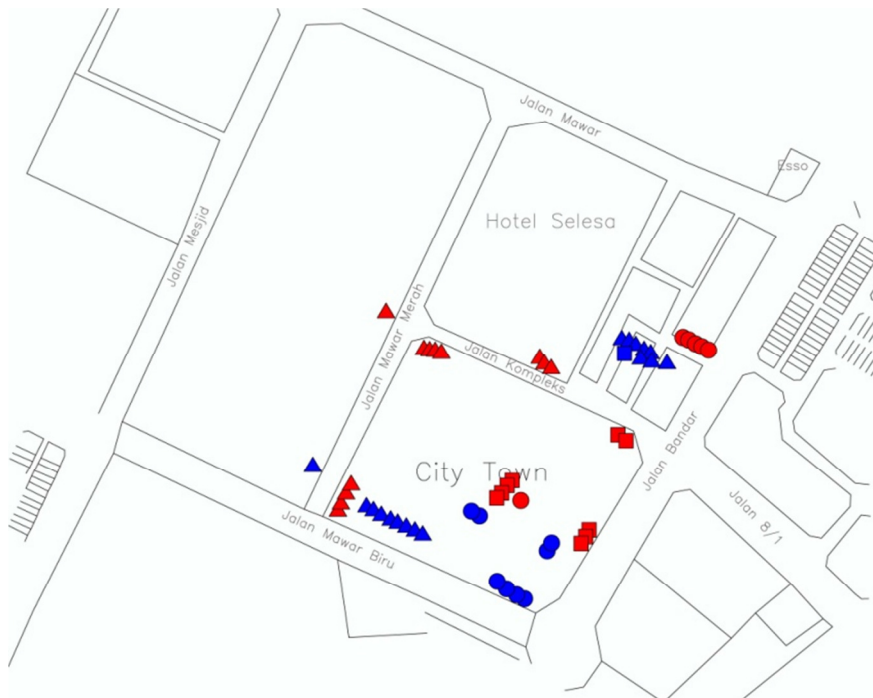 Jalan Mawar
Esso
Hotel Selesa
Jalan Mesjid
Jalan Mawar Merah
Jalan Kompleks
City Town
Jalan Bandar
Jalan 8/1
Jalan Mawar Biru